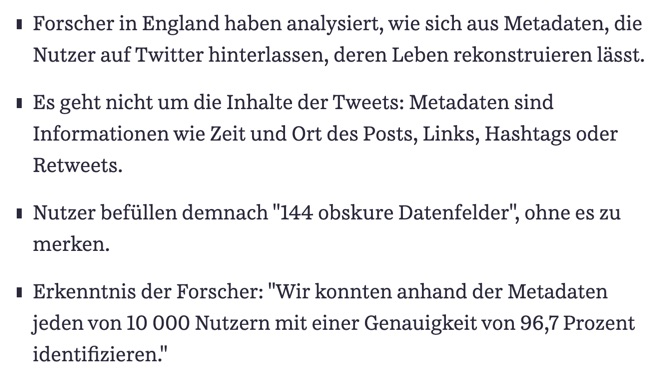 Forscher in England haben analysiert, wie sich aus Metadaten, die
Nutzer auf Twitter hinterlassen, deren Leben rekonstruieren lässt.
Es geht nicht um die Inhalte der Tweets: Metadaten sind
Informationen wie Zeit und Ort des Posts, Links, Hashtags oder
Retweets.
Nutzer befüllen demnach "144 obskure Datenfelder", ohne es zu
merken.
Erkenntnis der Forscher: "Wir konnten anhand der Metadaten
jeden von 10 000 Nutzern mit einer Genauigkeit von 96,7 Prozent
identifizieren."